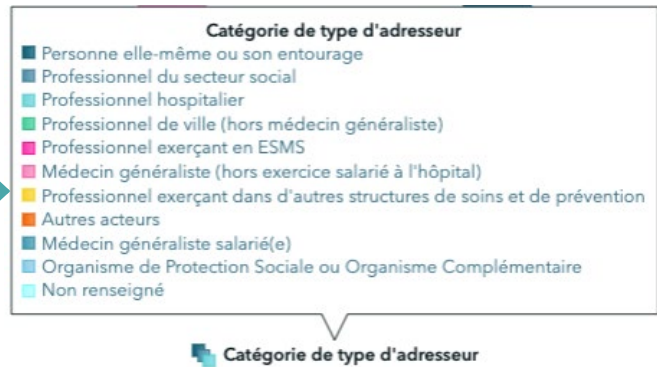 Catégorie de type d'adresseur
Personne elle-même ou son entourage
Professionnel du secteur social
Professionnel hospitalier
Professionnel de ville (hors médecin généraliste)
Professionnel exerçant en ESMS
Médecin généraliste (hors exercice salarié à l'hôpital)
Professionnel exerçant dans d'autres structures de soins et de prévention
Autres acteurs
Médecin généraliste salarié(e)
Organisme de Protection Sociale ou Organisme Complémentaire
Non renseigné
Catégorie de type d'adresseur